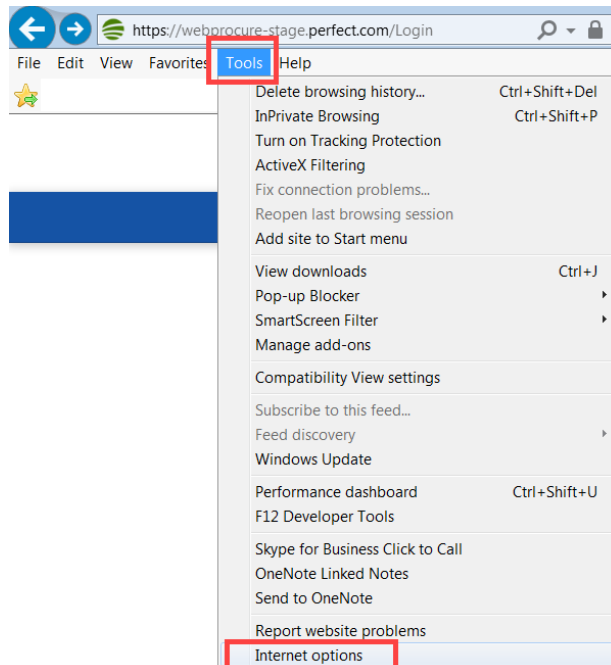 https://webprocure-stage.perfect.com/Login
File Edit View Favorites Tools Help
Delete browsing history... Ctrl+Shift+Del
InPrivate Browsing Ctrl+Shift+P
Turn on Tracking Protection
ActiveX Filtering
Fix connection problems...
Reopen last browsing session
Add site to Start menu
View downloads Ctrl+J
Pop-up Blocker
SmartScreen Filter
Manage add-ons
Compatibility View settings
Subscribe to this feed...
Feed discovery
Windows Update
Performance dashboard Ctrl+Shift+U
F12 Developer Tools
Skype for Business Click to Call
OneNote Linked Notes
Send to OneNote
Report website problems
Internet options